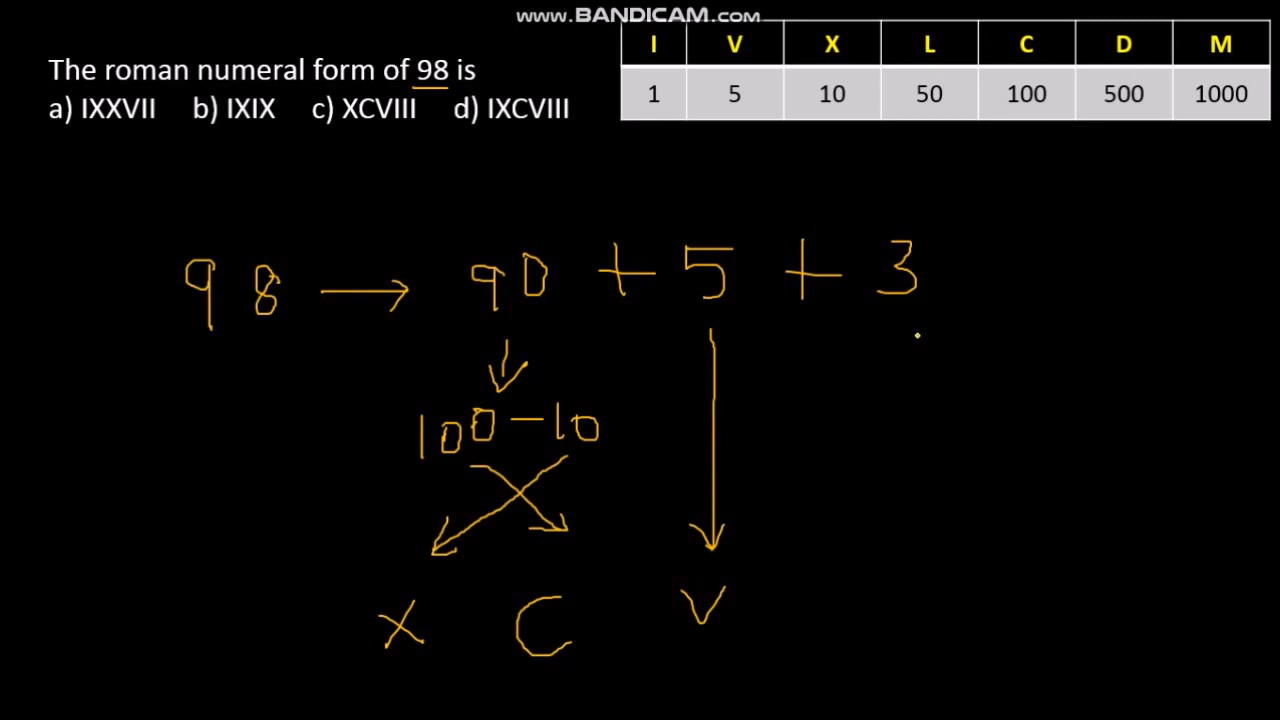 www.BANDICAM.com
The roman numeral form of 98 is
a) IXXVII b) IXIX c) XCVIII d) IXCVIII
I V X L C D M
1 5 10 50 100 500 1000
98 → 90 + 5 + 3
100 - 10
X C V